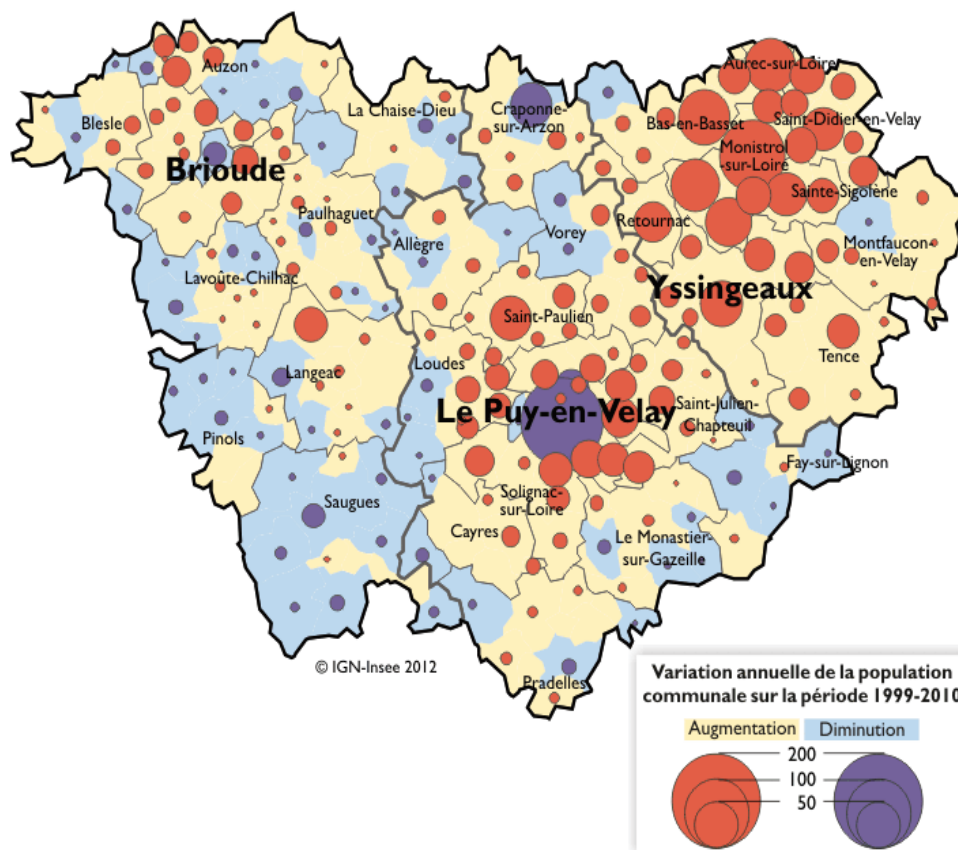 Aurec-sur-Loire
Auzon
La Chaise-Dieu
Craponne-
sur-Arzon
Blesle
Bas-en-Basset
Saint-Didier-en-Velay
Monistrol
-sur-Loire
Brioude
Sainte-Sigolène
Paulhaguet
Retournac
Allègre
Vorey
Montfaucon
-en-Velay
Lavoûte-Chilhac
Yssingeaux
Saint-Paulien
Tence
Loudes
Langeac
Le Puy-en-Velay
Saint-Julien-
Chapteuil
Pinols
Fay-sur-Lignon
Saugues
Solignac
-sur-Loire
Cayres
Le Monastier
-sur-Gazeille
© IGN-Insee 2012
Pradelles
Variation annuelle de la population
communale sur la période 1999-2010
Augmentation Diminution
200
100
50